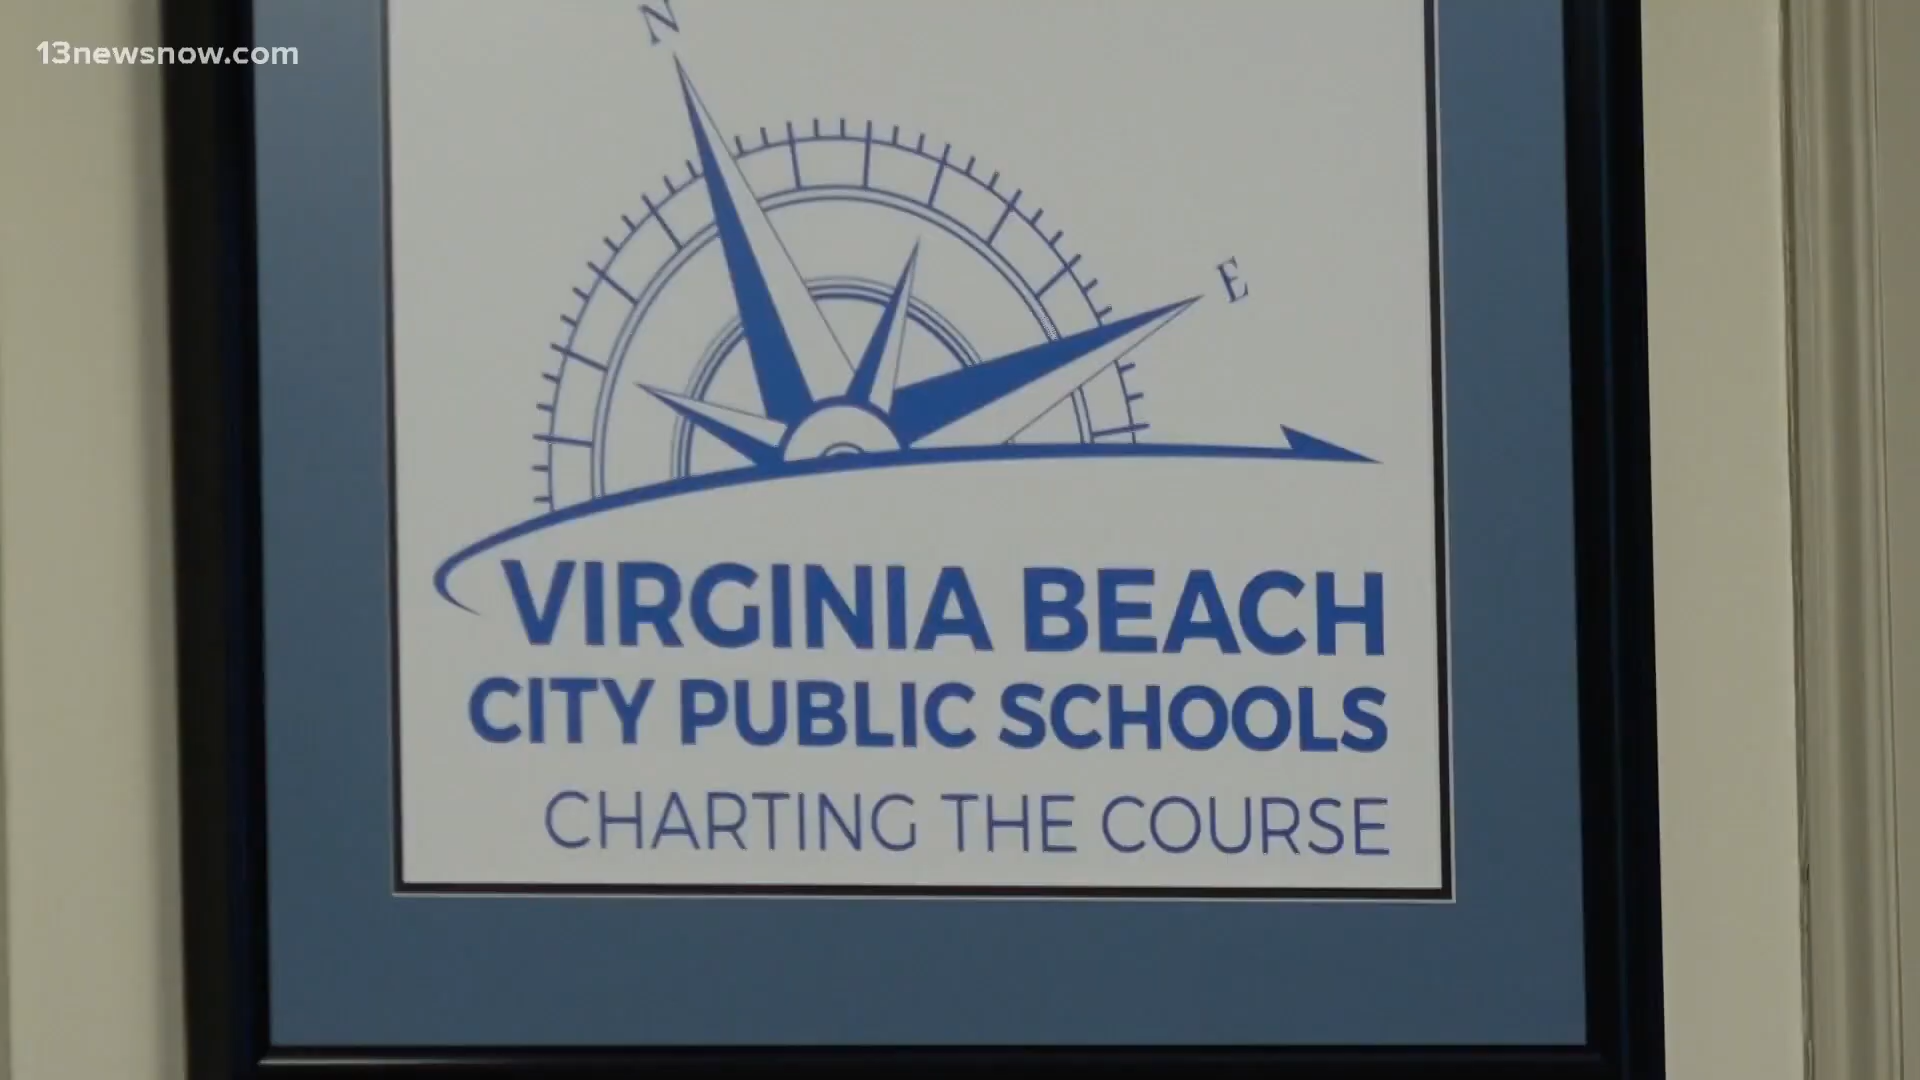 13newsnow.com
N
E
VIRGINIA BEACH
CITY PUBLIC SCHOOLS
CHARTING THE COURSE